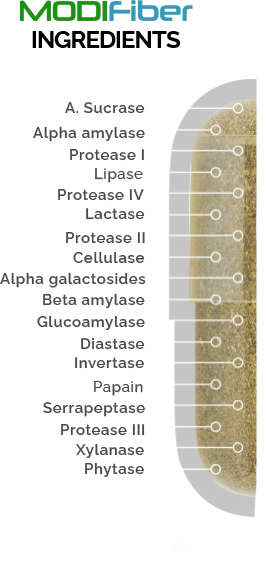 MODIFiber
INGREDIENTS
A. Sucrase
Alpha amylase
Protease I
Lipase
Protease IV
Lactase
Protease II
Cellulase
Alpha galactosides
Beta amylase
Glucoamylase
Diastase
Invertase
Papain
Serrapeptase
Protease III
Xylanase
Phytase